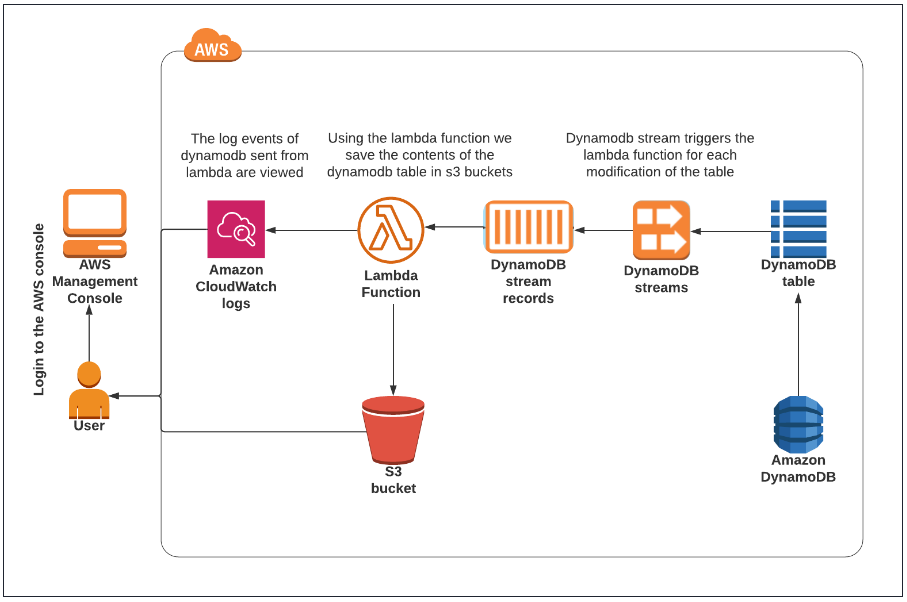 AWS
The log events of
dynamodb sent from
lambda are viewed
Using the lambda function we
save the contents of the
dynamodb table in s3 buckets
Dynamodb stream triggers the
lambda function for each
modification of the table
Login to the AWS console
AWS
Management
Console
Amazon
CloudWatch
logs
Lambda
Function
DynamoDB
stream
records
DynamoDB
streams
DynamoDB
table
User
S3
bucket
Amazon
DynamoDB